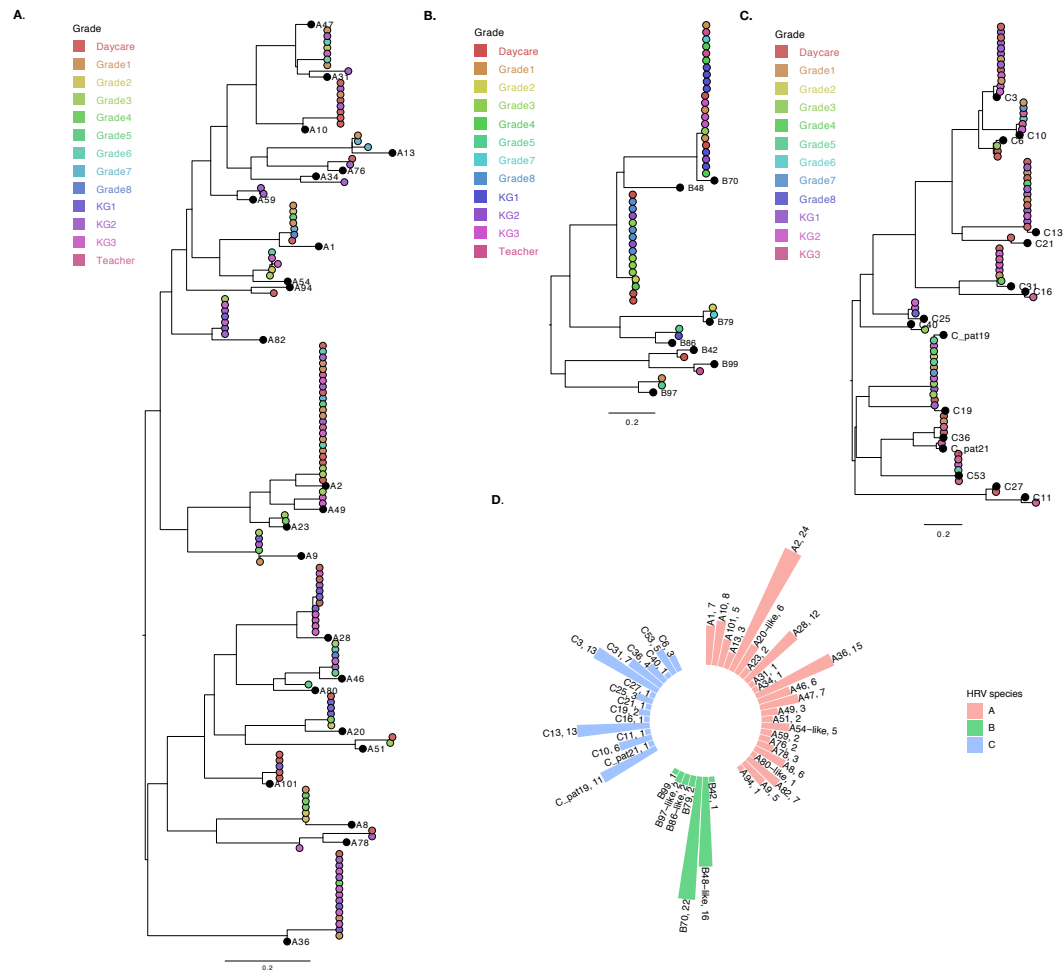 A.
Grade
Daycare
Grade1
Grade2
Grade3
Grade4
Grade5
Grade6
Grade7
Grade8
KG1
KG2
KG3
Teacher
A47
A31
A10
A13
A76
A34
A59
A1
A54
A94
A82
A2
A49
A23
A9
A28
A46
A80
A20
A51
A101
A8
A78
A36
0.2
B.
Grade
Daycare
Grade1
Grade2
Grade3
Grade4
Grade5
Grade7
Grade8
KG1
KG2
KG3
Teacher
B70
B48
B79
B86
B42
B99
B97
0.2
C.
Grade
Daycare
Grade1
Grade2
Grade3
Grade4
Grade5
Grade6
Grade7
Grade8
KG1
KG2
KG3
C3
C10
C6
C13
C21
C31
C16
C25
C40
C_pat19
C19
C36
C_pat21
C53
C27
C11
0.2
D.
A1, 7
A10, 8
A101, 5
A13, 3
A2, 24
A20-like, 6
A23, 2
A28, 12
A31, 1
A34, 1
A36, 15
A46, 6
A47, 7
A49, 3
A51, 2
A54-like, 5
A59, 2
A76, 2
A78, 3
A8, 6
A80-like, 1
A82, 7
A9, 5
A94, 1
B42, 1
B48-like, 16
B70, 22
B79, 2
B86-like, 2
B97-like, 2
B99, 1
C_pat19, 11
C_pat21, 1
C10, 6
C11, 1
C13, 13
C16, 1
C19, 2
C21, 1
C25, 3
C27, 1
C3, 13
C31, 7
C36, 4
C40, 1
C53, 5
C6, 3
HRV species
A
B
C